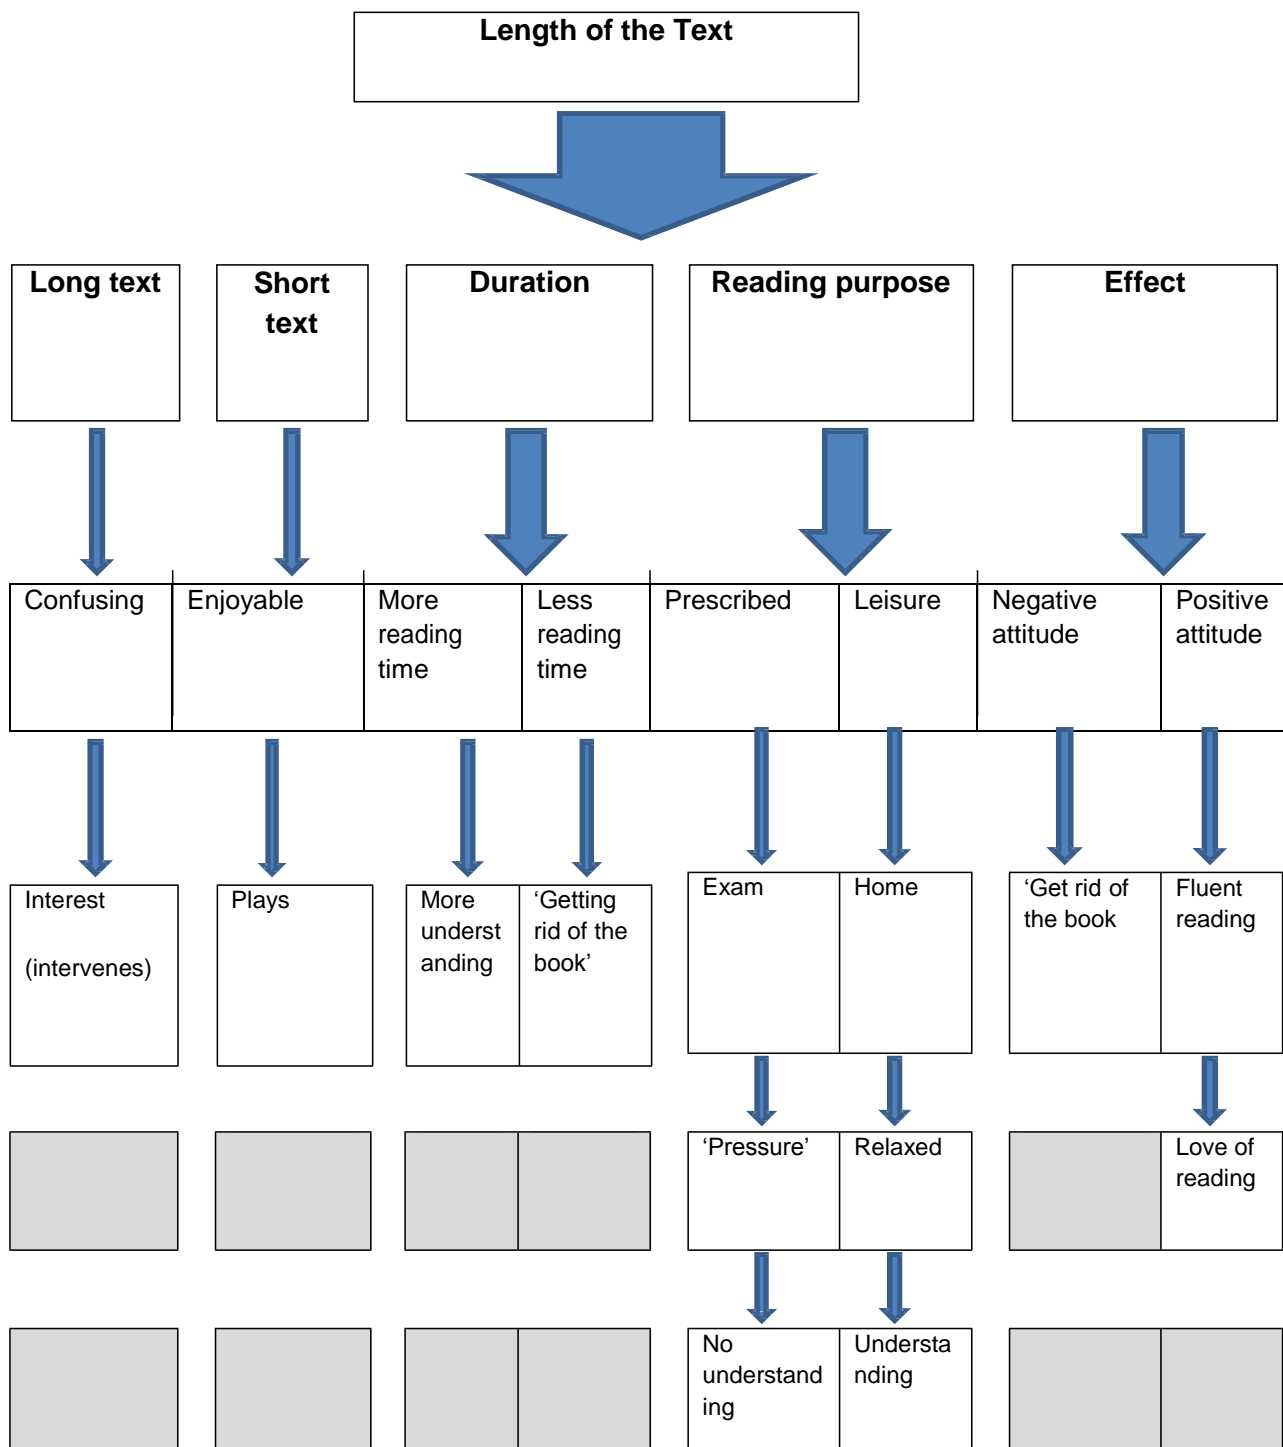 Length of the Text
Long text
Short
text
Duration
Reading purpose
Effect
Confusing
Enjoyable
More
reading
time
Less
reading
time
Prescribed
Leisure
Negative
attitude
Positive
attitude
Interest
(intervenes)
Plays
More
underst
anding
‘Getting
rid of the
book’
Exam
Home
‘Get rid of
the book
Fluent
reading
‘Pressure’
Relaxed
Love of
reading
No
understand
ing
Understa
nding